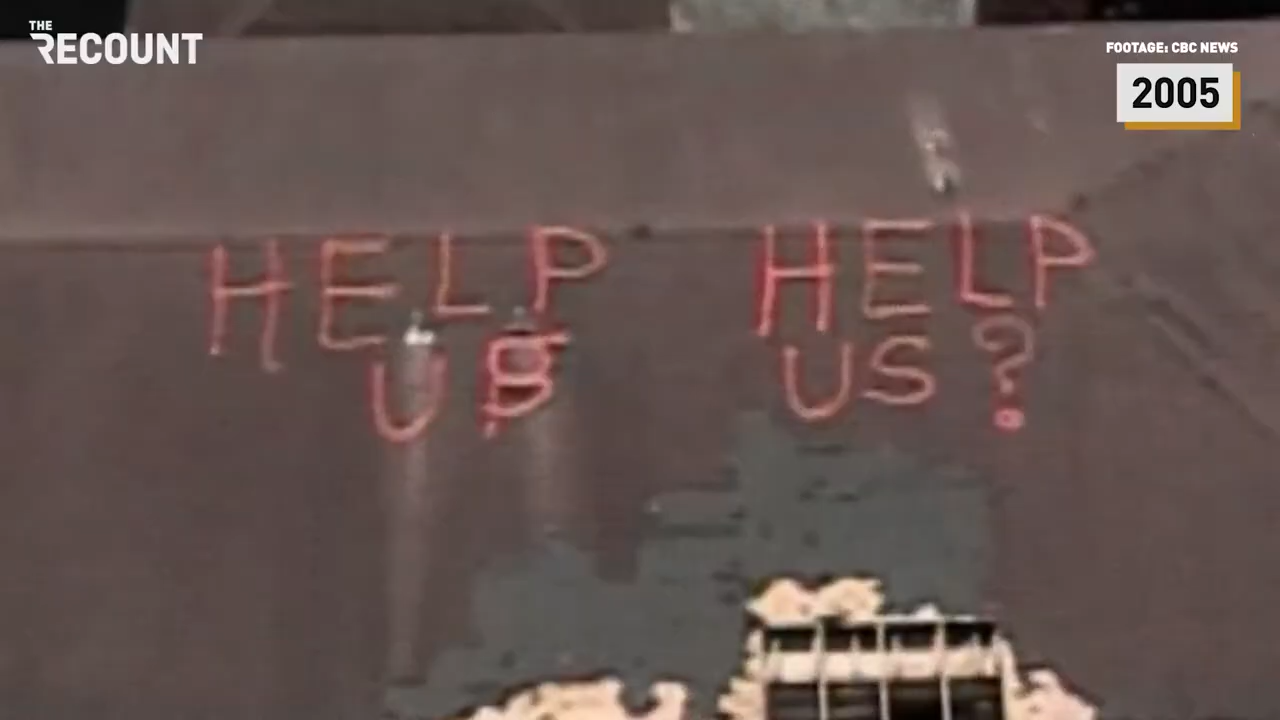 THE
RECOUNT
FOOTAGE: CBC NEWS
2005
HELP HELP
US US?